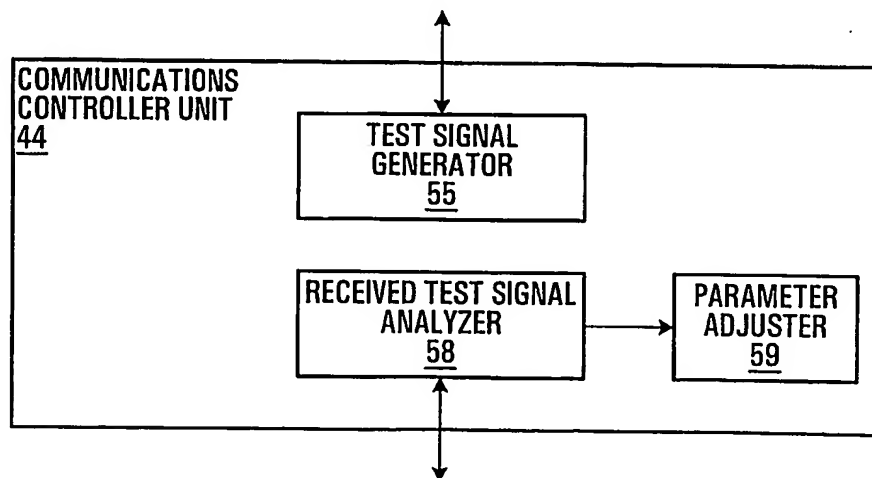 COMMUNICATIONS
CONTROLLER UNIT
44
TEST SIGNAL
GENERATOR
55
RECEIVED TEST SIGNAL
ANALYZER
58
PARAMETER
ADJUSTER
59